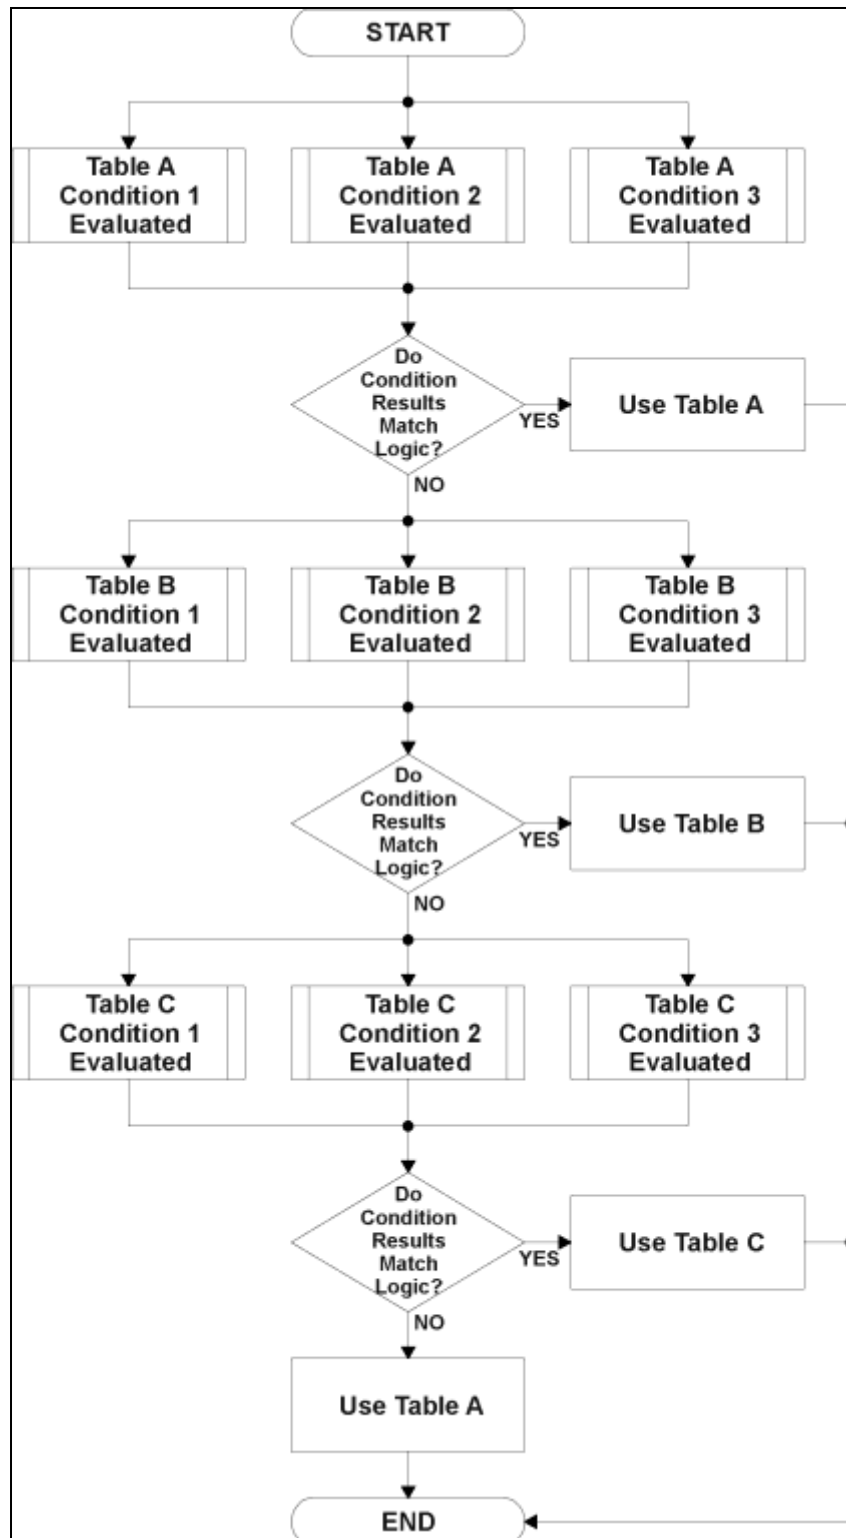 START
Table A
Condition 1
Evaluated
Table A
Condition 2
Evaluated
Table A
Condition 3
Evaluated
Do
Condition
Results
Match
Logic?
YES
Use Table A
NO
Table B
Condition 1
Evaluated
Table B
Condition 2
Evaluated
Table B
Condition 3
Evaluated
Do
Condition
Results
Match
Logic?
YES
Use Table B
NO
Table C
Condition 1
Evaluated
Table C
Condition 2
Evaluated
Table C
Condition 3
Evaluated
Do
Condition
Results
Match
Logic?
YES
Use Table C
NO
Use Table A
END